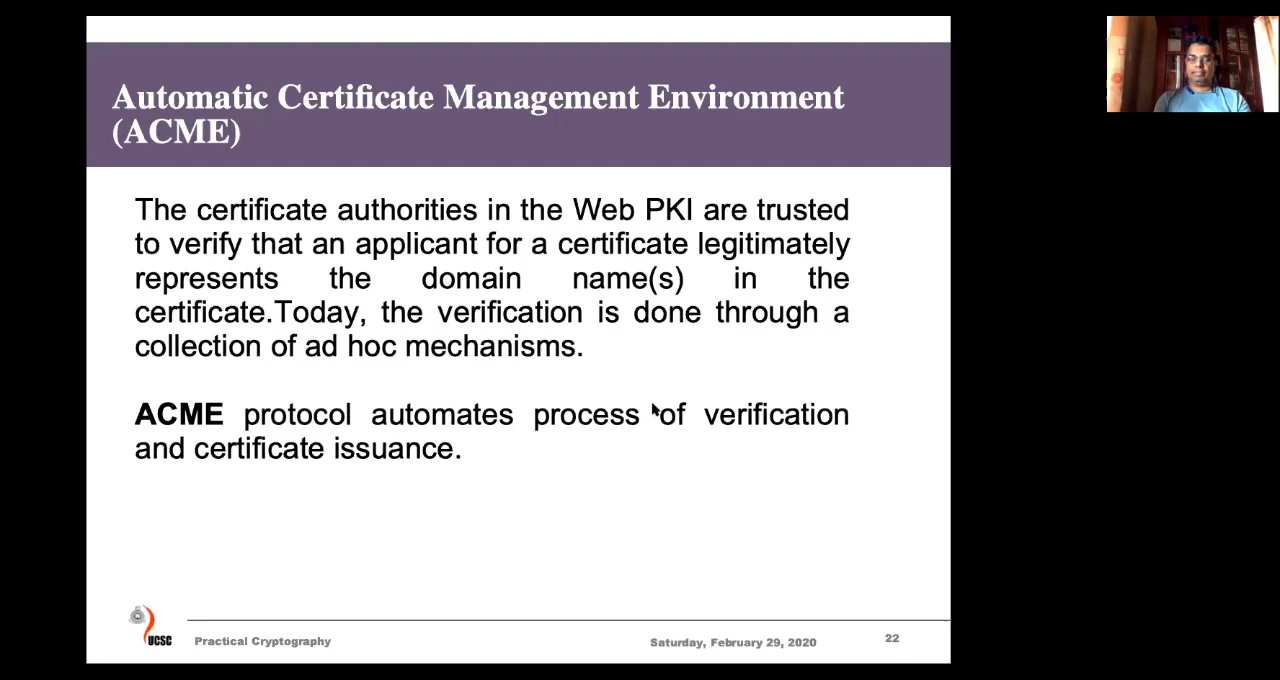 Automatic Certificate Management Environment
(ACME)
The certificate authorities in the Web PKI are trusted
to verify that an applicant for a certificate legitimately
represents the domain name(s) in the
certificate.Today, the verification is done through a
collection of ad hoc mechanisms.
ACME protocol automates process of verification
and certificate issuance.
UCSC
Practical Cryptography
Saturday, February 29, 2020
22